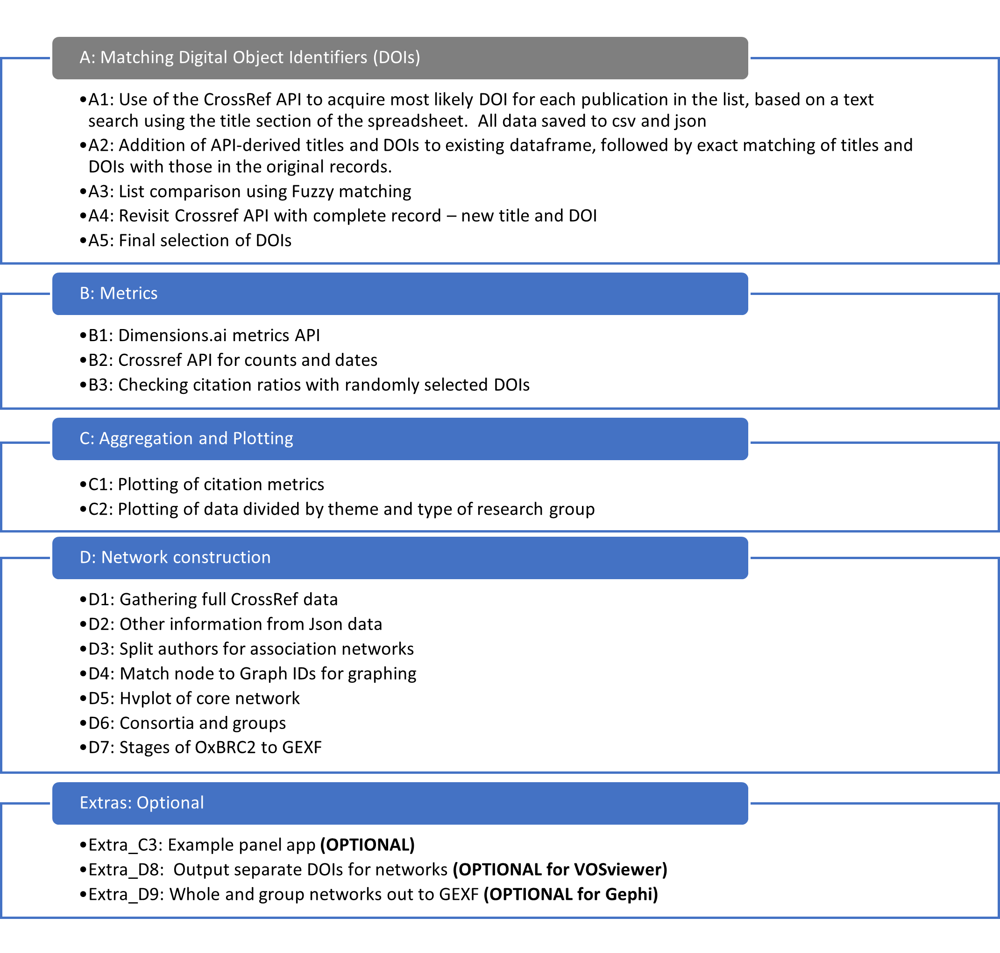 A: Matching Digital Object Identifiers (DOIs)
•A1: Use of the CrossRef API to acquire most likely DOI for each publication in the list, based on a text
search using the title section of the spreadsheet.  All data saved to csv and json
•A2: Addition of API-derived titles and DOIs to existing dataframe, followed by exact matching of titles and
DOIs with those in the original records.
•A3: List comparison using Fuzzy matching
•A4: Revisit Crossref API with complete record – new title and DOI
•A5: Final selection of DOIs
B: Metrics
•B1: Dimensions.ai metrics API
•B2: Crossref API for counts and dates
•B3: Checking citation ratios with randomly selected DOIs
C: Aggregation and Plotting
•C1: Plotting of citation metrics
•C2: Plotting of data divided by theme and type of research group
D: Network construction
•D1: Gathering full CrossRef data
•D2: Other information from Json data
•D3: Split authors for association networks
•D4: Match node to Graph IDs for graphing
•D5: Hvplot of core network
•D6: Consortia and groups
•D7: Stages of OxBRC2 to GEXF
Extras: Optional
•Extra_C3: Example panel app (OPTIONAL)
•Extra_D8:  Output separate DOIs for networks (OPTIONAL for VOSviewer)
•Extra_D9: Whole and group networks out to GEXF (OPTIONAL for Gephi)